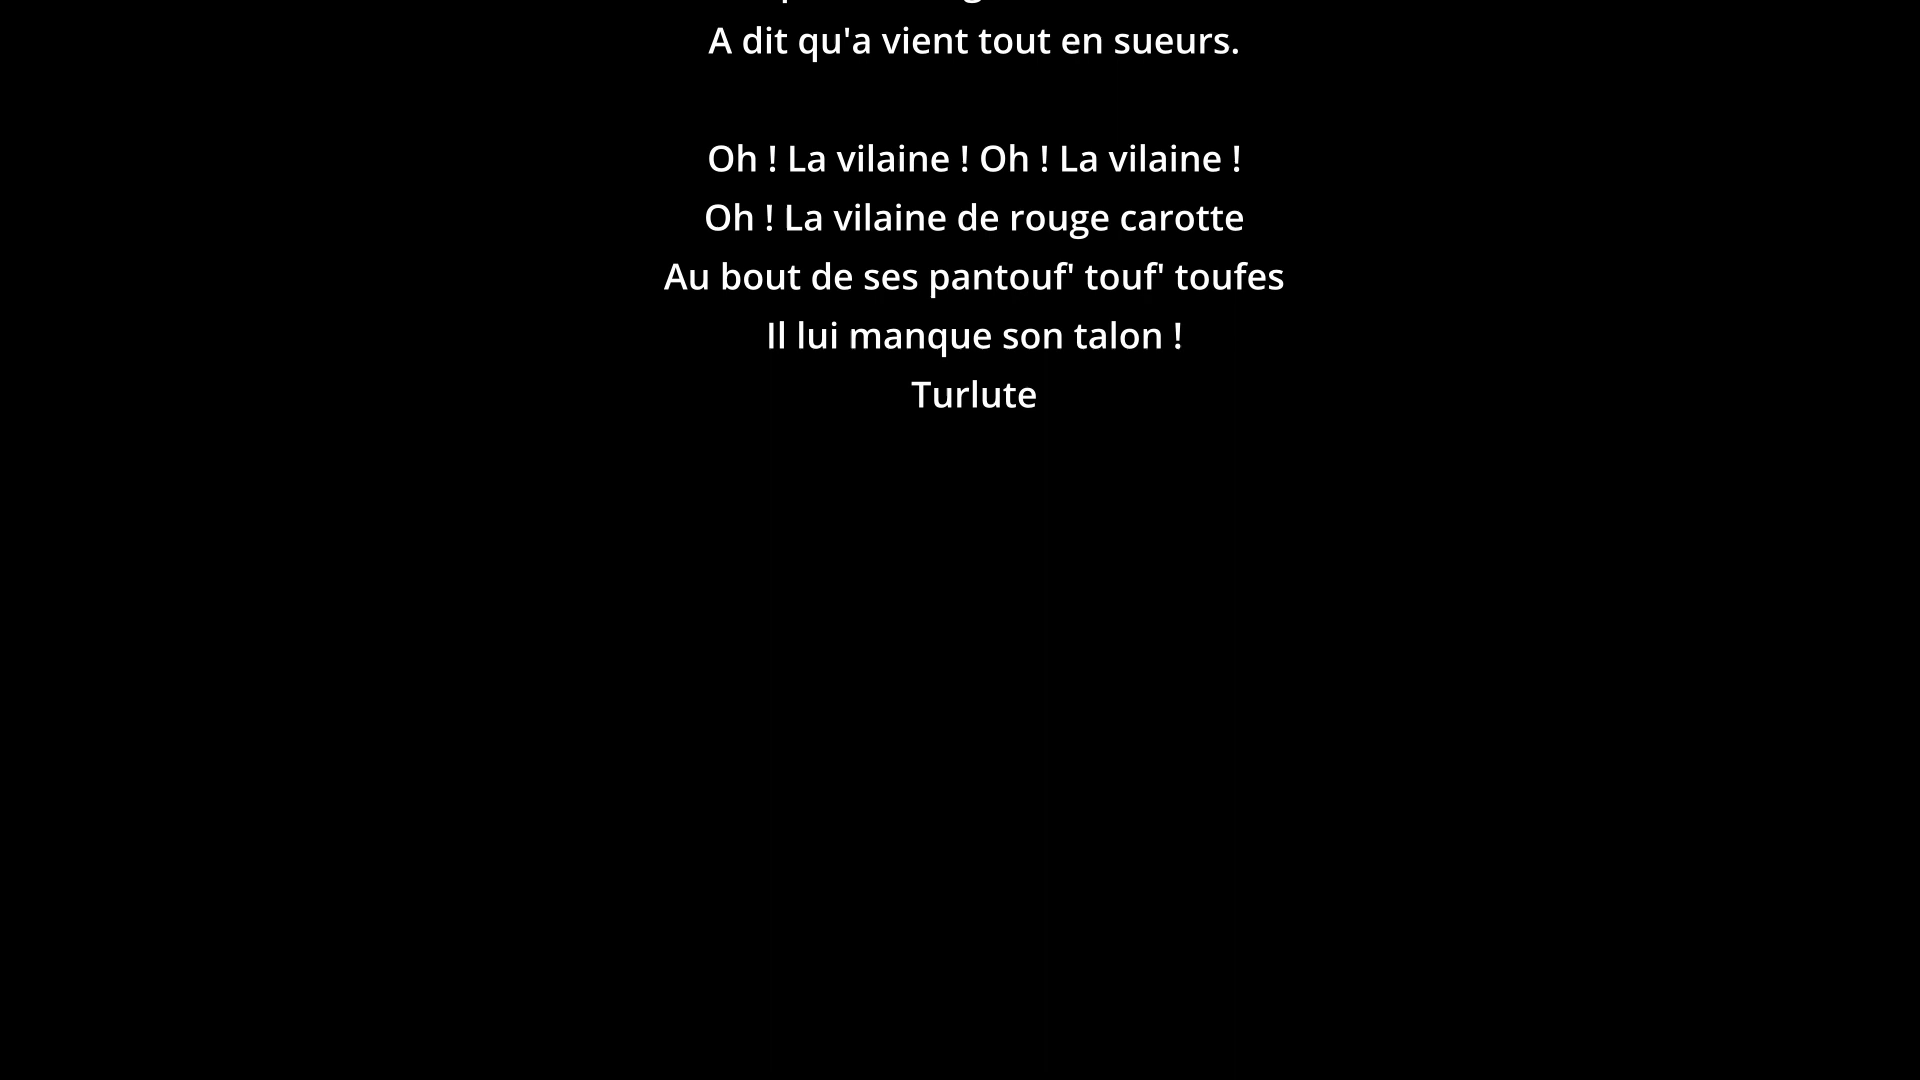 A dit qu'a vient tout en sueurs.
Oh ! La vilaine ! Oh ! La vilaine !
Oh ! La vilaine de rouge carotte
Au bout de ses pantouf' touf' toufes
Il lui manque son talon !
Turlute